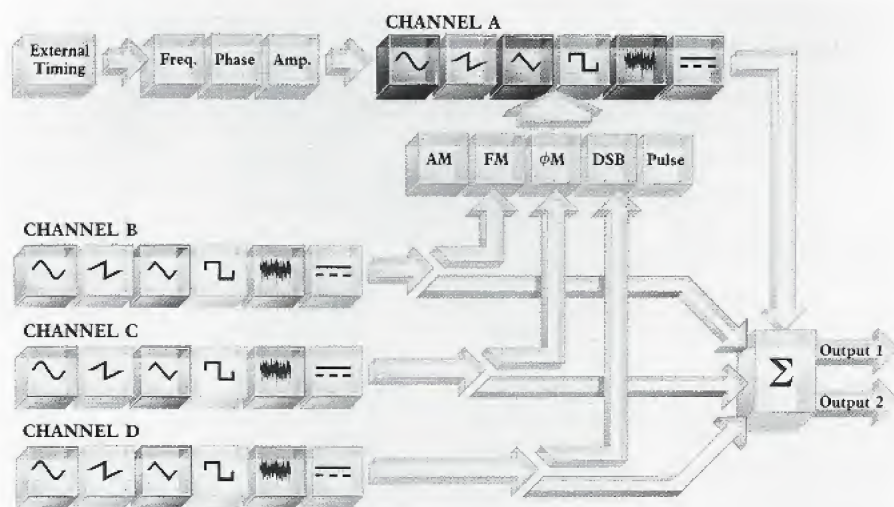 CHANNEL A
External
Timing
Freq. Phase Amp.
AM FM φM DSB Pulse
CHANNEL B
CHANNEL C
CHANNEL D
Σ
Output 1
Output 2